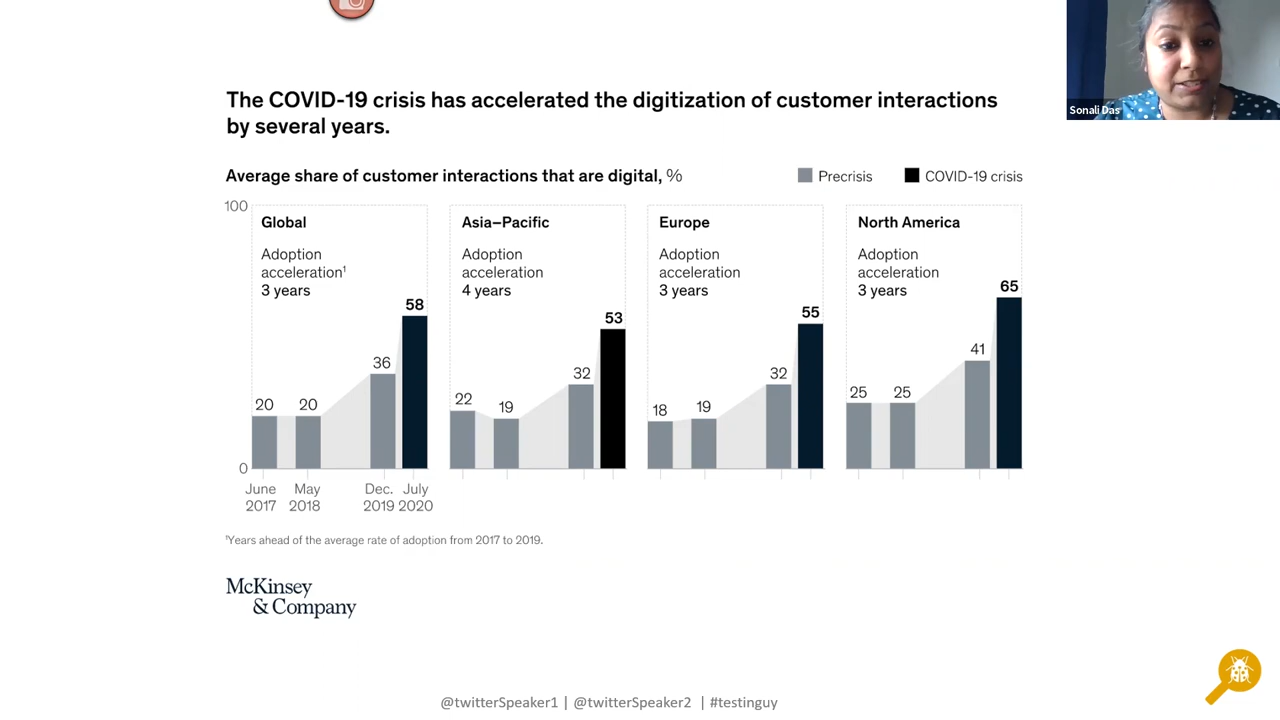 Sonali Das
The COVID-19 crisis has accelerated the digitization of customer interactions
by several years.
Average share of customer interactions that are digital, %
Precrisis
COVID-19 crisis
100
0
Global
Adoption
acceleration¹
3 years
20
20
36
58
June
2017
May
2018
Dec.
2019
July
2020
Asia–Pacific
Adoption
acceleration
4 years
22
19
32
53
Europe
Adoption
acceleration
3 years
18
19
32
55
North America
Adoption
acceleration
3 years
25
25
41
65
¹Years ahead of the average rate of adoption from 2017 to 2019.
McKinsey
& Company
@twitterSpeaker1 | @twitterSpeaker2 | #testinguy